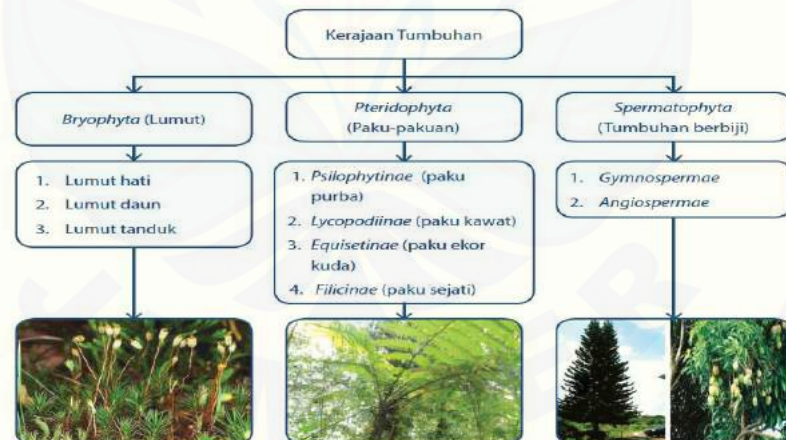 Kerajaan Tumbuhan
Bryophyta (Lumut)
Pteridophyta
(Paku-pakuan)
Spermatophyta
(Tumbuhan berbiji)
1. Lumut hati
2. Lumut daun
3. Lumut tanduk
1. Psilophytinae (paku
purba)
2. Lycopodiinae (paku kawat)
3. Equisetinae (paku ekor
kuda)
4. Filicinae (paku sejati)
1. Gymnospermae
2. Angiospermae